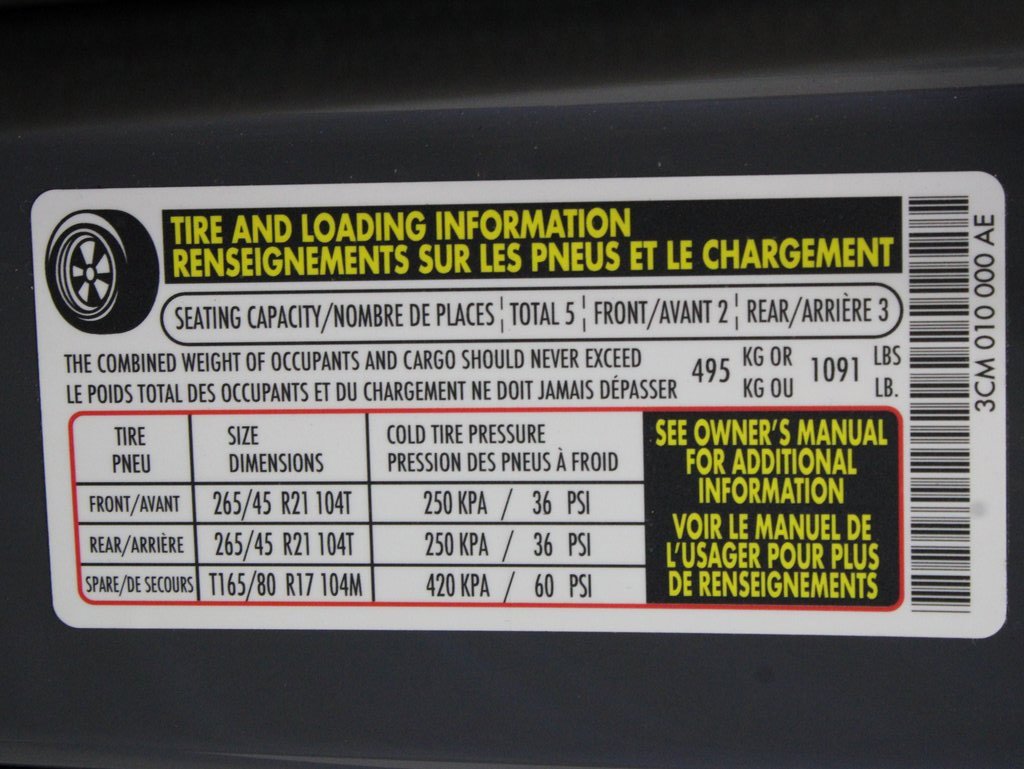 TIRE AND LOADING INFORMATION
RENSEIGNEMENTS SUR LES PNEUS ET LE CHARGEMENT
SEATING CAPACITY/NOMBRE DE PLACES ¦ TOTAL 5 ¦ FRONT/AVANT 2 ¦ REAR/ARRIÈRE 3
THE COMBINED WEIGHT OF OCCUPANTS AND CARGO SHOULD NEVER EXCEED
LE POIDS TOTAL DES OCCUPANTS ET DU CHARGEMENT NE DOIT JAMAIS DÉPASSER
495 KG OR 1091 LBS
KG OU LB.
TIRE SIZE COLD TIRE PRESSURE
PNEU DIMENSIONS PRESSION DES PNEUS À FROID
FRONT/AVANT 265/45 R21 104T 250 KPA / 36 PSI
REAR/ARRIÈRE 265/45 R21 104T 250 KPA / 36 PSI
SPARE/DE SECOURS T165/80 R17 104M 420 KPA / 60 PSI
SEE OWNER'S MANUAL
FOR ADDITIONAL
INFORMATION
VOIR LE MANUEL DE
L'USAGER POUR PLUS
DE RENSEIGNEMENTS
3CM 010 000 AE